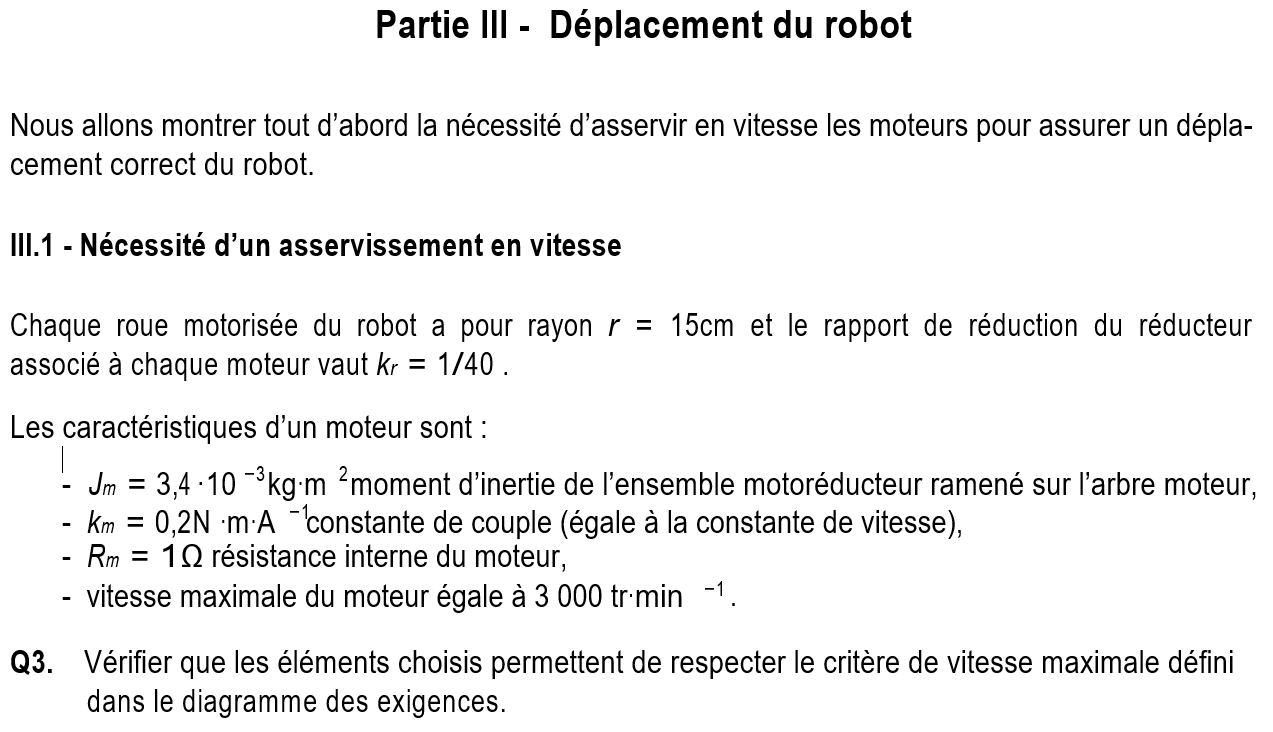 Partie III - Déplacement du robot
Nous allons montrer tout d’abord la nécessité d’asservir en vitesse les moteurs pour assurer un dépla-
cement correct du robot.
III.1 - Nécessité d’un asservissement en vitesse
Chaque roue motorisée du robot a pour rayon r = 15cm et le rapport de réduction du réducteur
associé à chaque moteur vaut kr = 1/40 .
Les caractéristiques d’un moteur sont :
- Jm = 3,4 ·10 −3 kg·m 2 moment d’inertie de l’ensemble motoréducteur ramené sur l’arbre moteur,
- km = 0,2N ·m·A −1 constante de couple (égale à la constante de vitesse),
- Rm = 1Ω résistance interne du moteur,
- vitesse maximale du moteur égale à 3 000 tr·min −1 .
Q3. Vérifier que les éléments choisis permettent de respecter le critère de vitesse maximale défini
dans le diagramme des exigences.